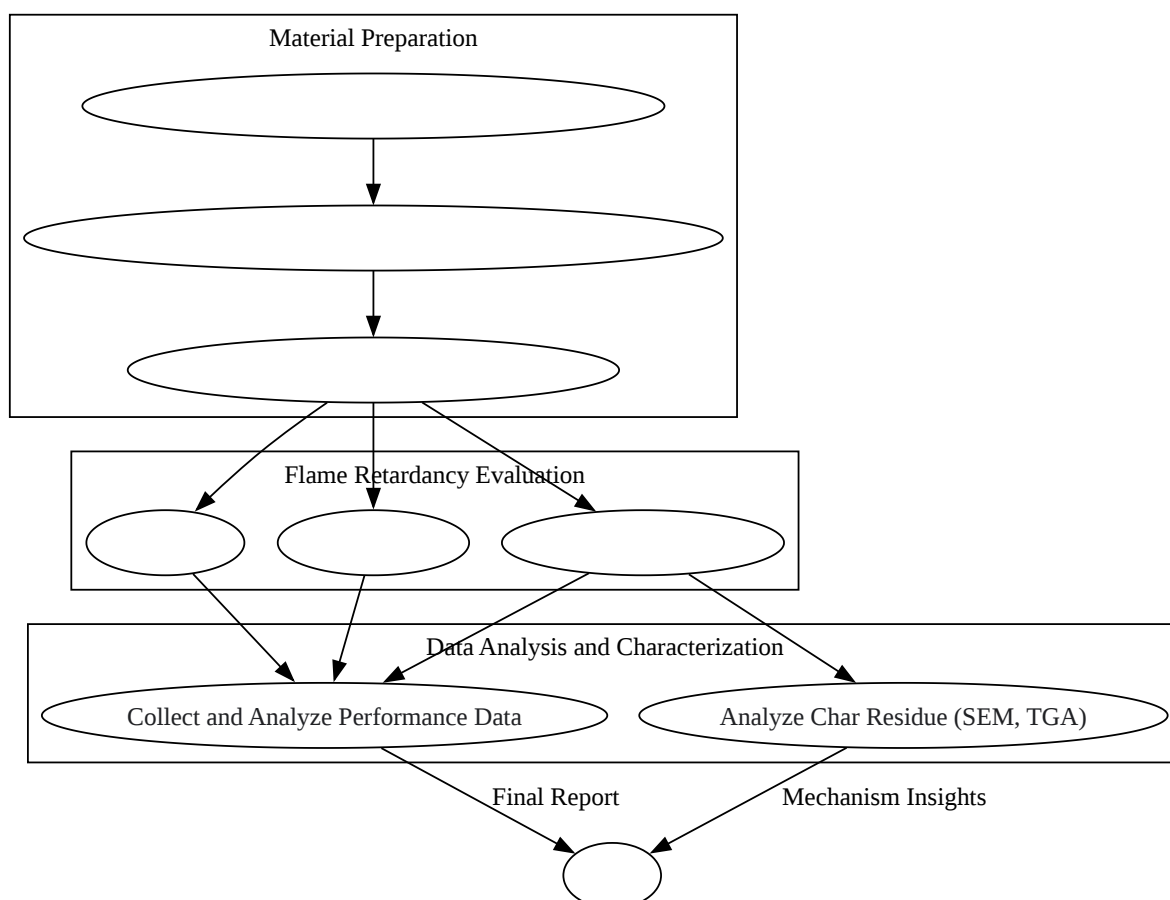 Material Preparation
Flame Retardancy Evaluation
Data Analysis and Characterization
Collect and Analyze Performance Data
Analyze Char Residue (SEM, TGA)
Final Report
Mechanism Insights